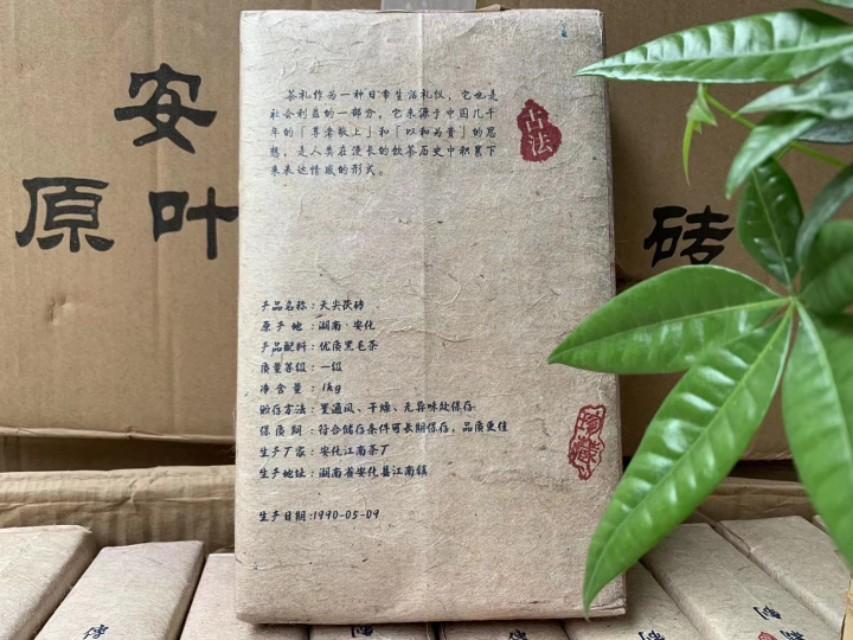 茶礼作为一种日常生活礼仪，它也是
社会利益的一部分，它来源于中国几千
年的「尊老敬上」和「以和为贵」的思
想，是人类在漫长的饮茶历史中积累下
来表达情感的形式。
古法
产品名称：天尖茯砖
原产地：湖南·安化
产品配料：优质黑毛茶
质量等级：一级
净含量：1kg
贮存方法：置通风、干燥、无异味处保存
保质期：符合储存条件可长期保存，品质更佳
生产厂家：安化江南茶厂
生产地址：湖南省安化县江南镇
生产日期:1990-05-09
珍藏
安
原叶
砖
传
制
制